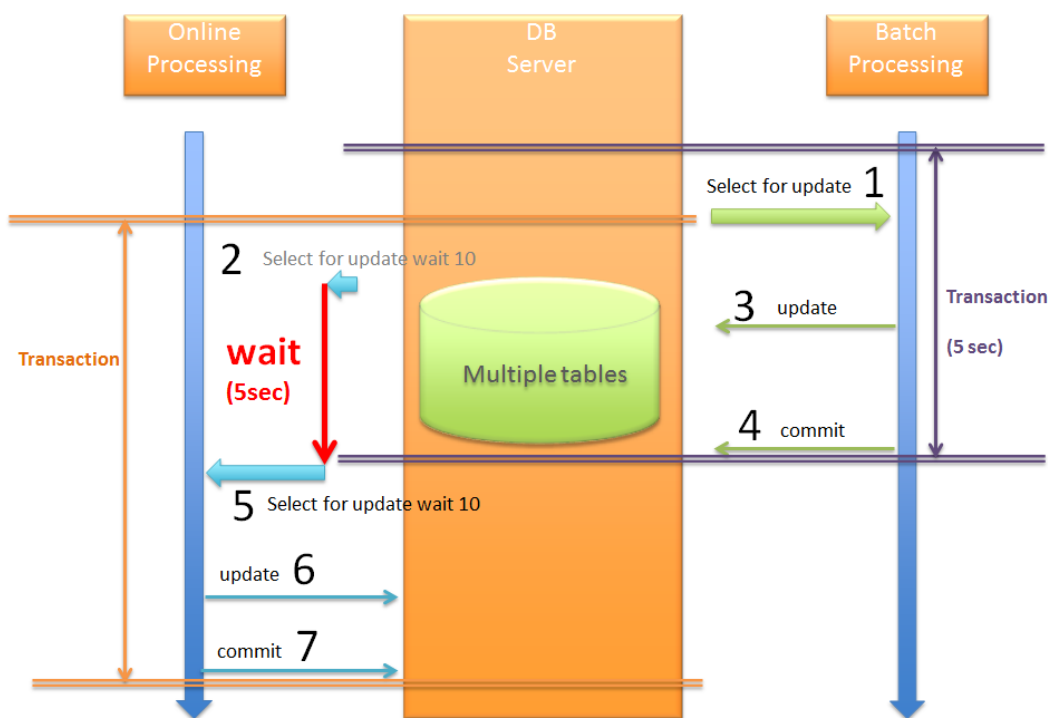 Online
Processing
DB
Server
Batch
Processing
Select for update 1
2 Select for update wait 10
3 update
Transaction
(5 sec)
Transaction
wait
(5sec)
Multiple tables
4 commit
5 Select for update wait 10
update 6
commit 7